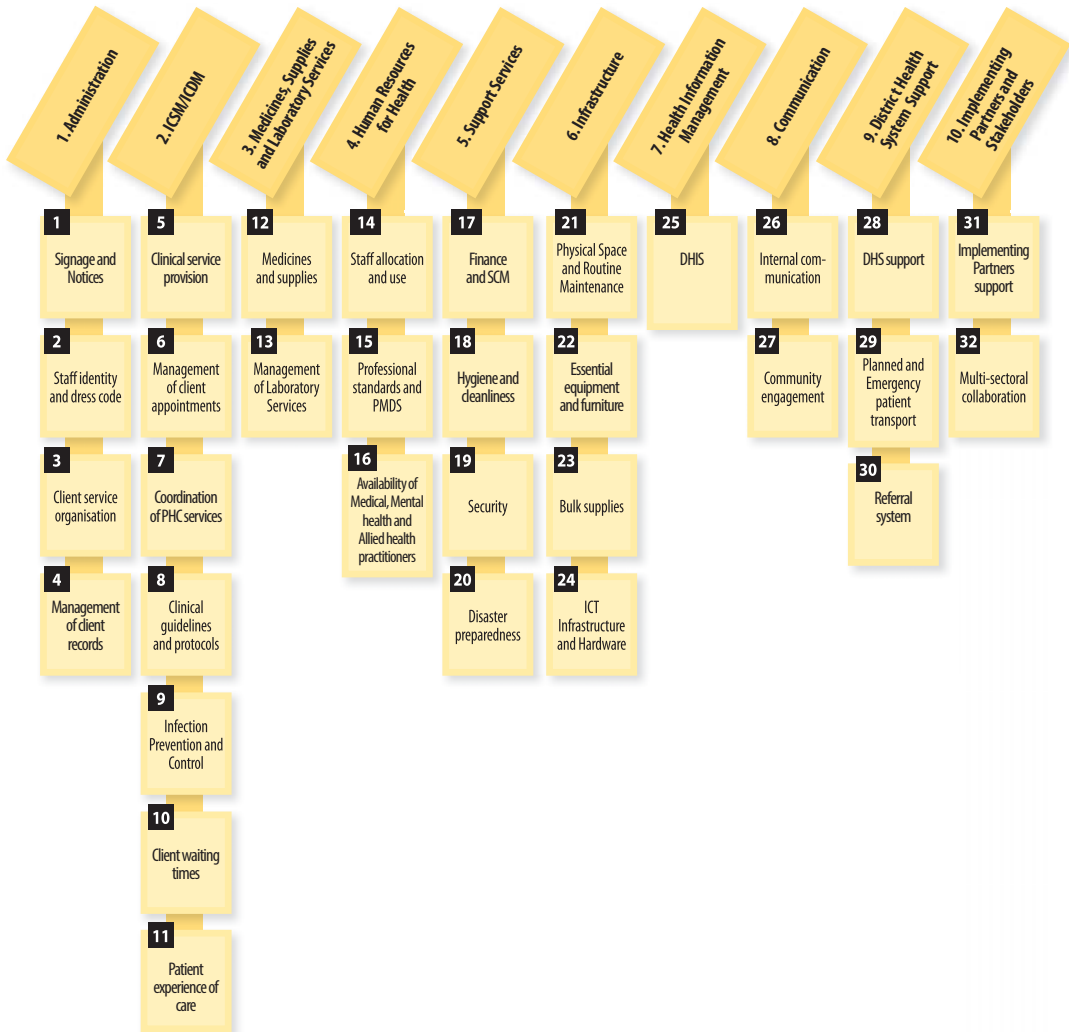 1. Administration
2. ICSM/ICDM
3. Medicines, Supplies
and Laboratory Services
4. Human Resources
for Health
5. Support Services
6. Infrastructure
7. Health Information
Management
8. Communication
9. District Health
System Support
10. Implementing
Partners and
Stakeholders
1
Signage and
Notices
2
Staff identity
and dress code
3
Client service
organisation
4
Management
of client
records
5
Clinical service
provision
6
Management
of client
appointments
7
Coordination
of PHC services
8
Clinical
guidelines
and protocols
9
Infection
Prevention and
Control
10
Client waiting
times
11
Patient
experience of
care
12
Medicines
and supplies
13
Management
of Laboratory
Services
14
Staff allocation
and use
15
Professional
standards and
PMDS
16
Availability of
Medical, Mental
health and
Allied health
practitioners
17
Finance
and SCM
18
Hygiene and
cleanliness
19
Security
20
Disaster
preparedness
21
Physical Space
and Routine
Maintenance
22
Essential
equipment
and furniture
23
Bulk supplies
24
ICT
Infrastructure
and Hardware
25
DHIS
26
Internal com-
munication
27
Community
engagement
28
DHS support
29
Planned and
Emergency
patient
transport
30
Referral
system
31
Implementing
Partners
support
32
Multi-sectoral
collaboration